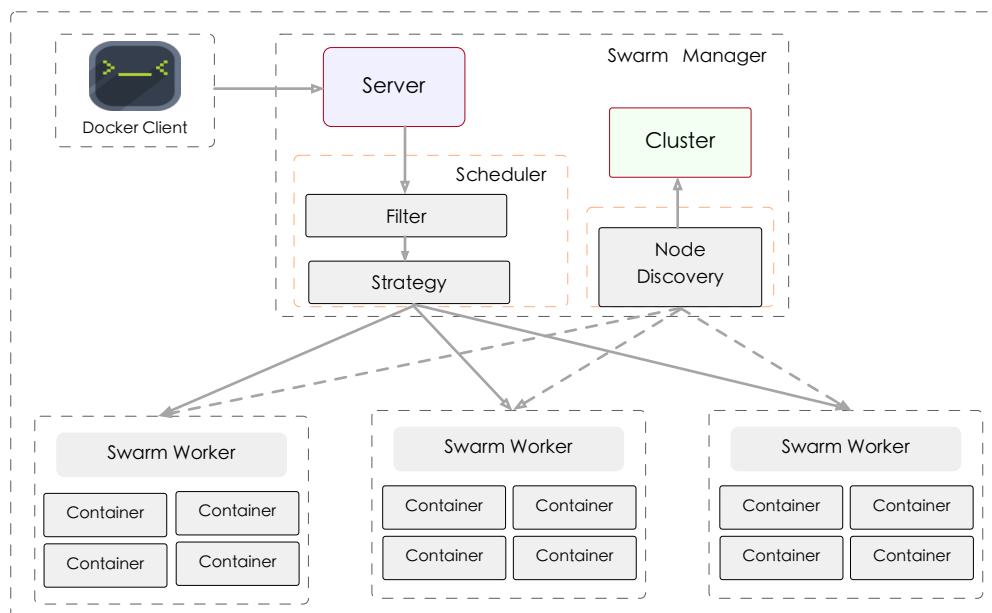 Docker Client
Swarm Manager
Server
Cluster
Scheduler
Filter
Strategy
Node
Discovery
Swarm Worker
Container
Container
Container
Container
Swarm Worker
Container
Container
Container
Container
Swarm Worker
Container
Container
Container
Container